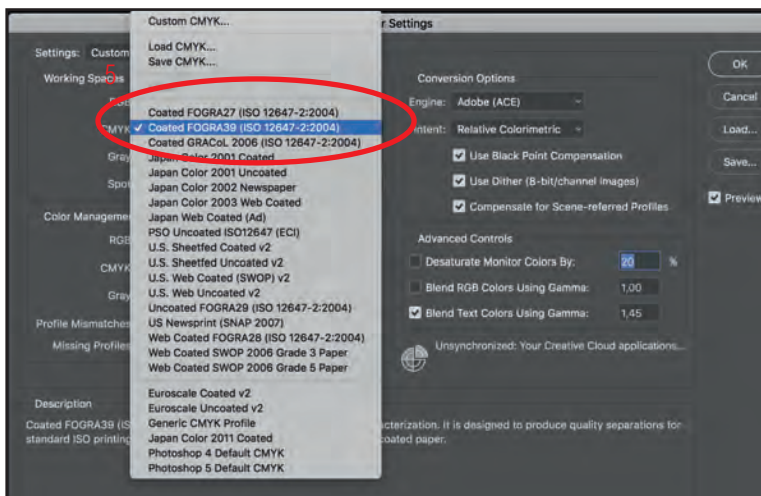 Color Settings
Settings: Custom
5
Working Spaces
RGB
CMYK
Gray
Spot
Color Management
RGB
CMYK
Gray
Profile Mismatches
Missing Profiles
Custom CMYK...
Load CMYK...
Save CMYK...
Coated FOGRA27 (ISO 12647-2:2004)
✓ Coated FOGRA39 (ISO 12647-2:2004)
Coated GRACoL 2006 (ISO 12647-2:2004)
Japan Color 2001 Coated
Japan Color 2001 Uncoated
Japan Color 2002 Newspaper
Japan Color 2003 Web Coated
Japan Web Coated (Ad)
PSO Uncoated ISO12647 (ECI)
U.S. Sheetfed Coated v2
U.S. Sheetfed Uncoated v2
U.S. Web Coated (SWOP) v2
U.S. Web Uncoated v2
Uncoated FOGRA29 (ISO 12647-2:2004)
US Newsprint (SNAP 2007)
Web Coated FOGRA28 (ISO 12647-2:2004)
Web Coated SWOP 2006 Grade 3 Paper
Web Coated SWOP 2006 Grade 5 Paper
Euroscale Coated v2
Euroscale Uncoated v2
Generic CMYK Profile
Japan Color 2011 Coated
Photoshop 4 Default CMYK
Photoshop 5 Default CMYK
Conversion Options
Engine: Adobe (ACE)
Intent: Relative Colorimetric
Use Black Point Compensation
Use Dither (8-bit/channel images)
Compensate for Scene-referred Profiles
Advanced Controls
Desaturate Monitor Colors By: 20 %
Blend RGB Colors Using Gamma: 1,00
Blend Text Colors Using Gamma: 1,45
Unsynchronized: Your Creative Cloud applications...
OK
Cancel
Load...
Save...
Preview
Description
Coated FOGRA39 (IS cterization. It is designed to produce quality separations for
standard ISO printing coated paper.